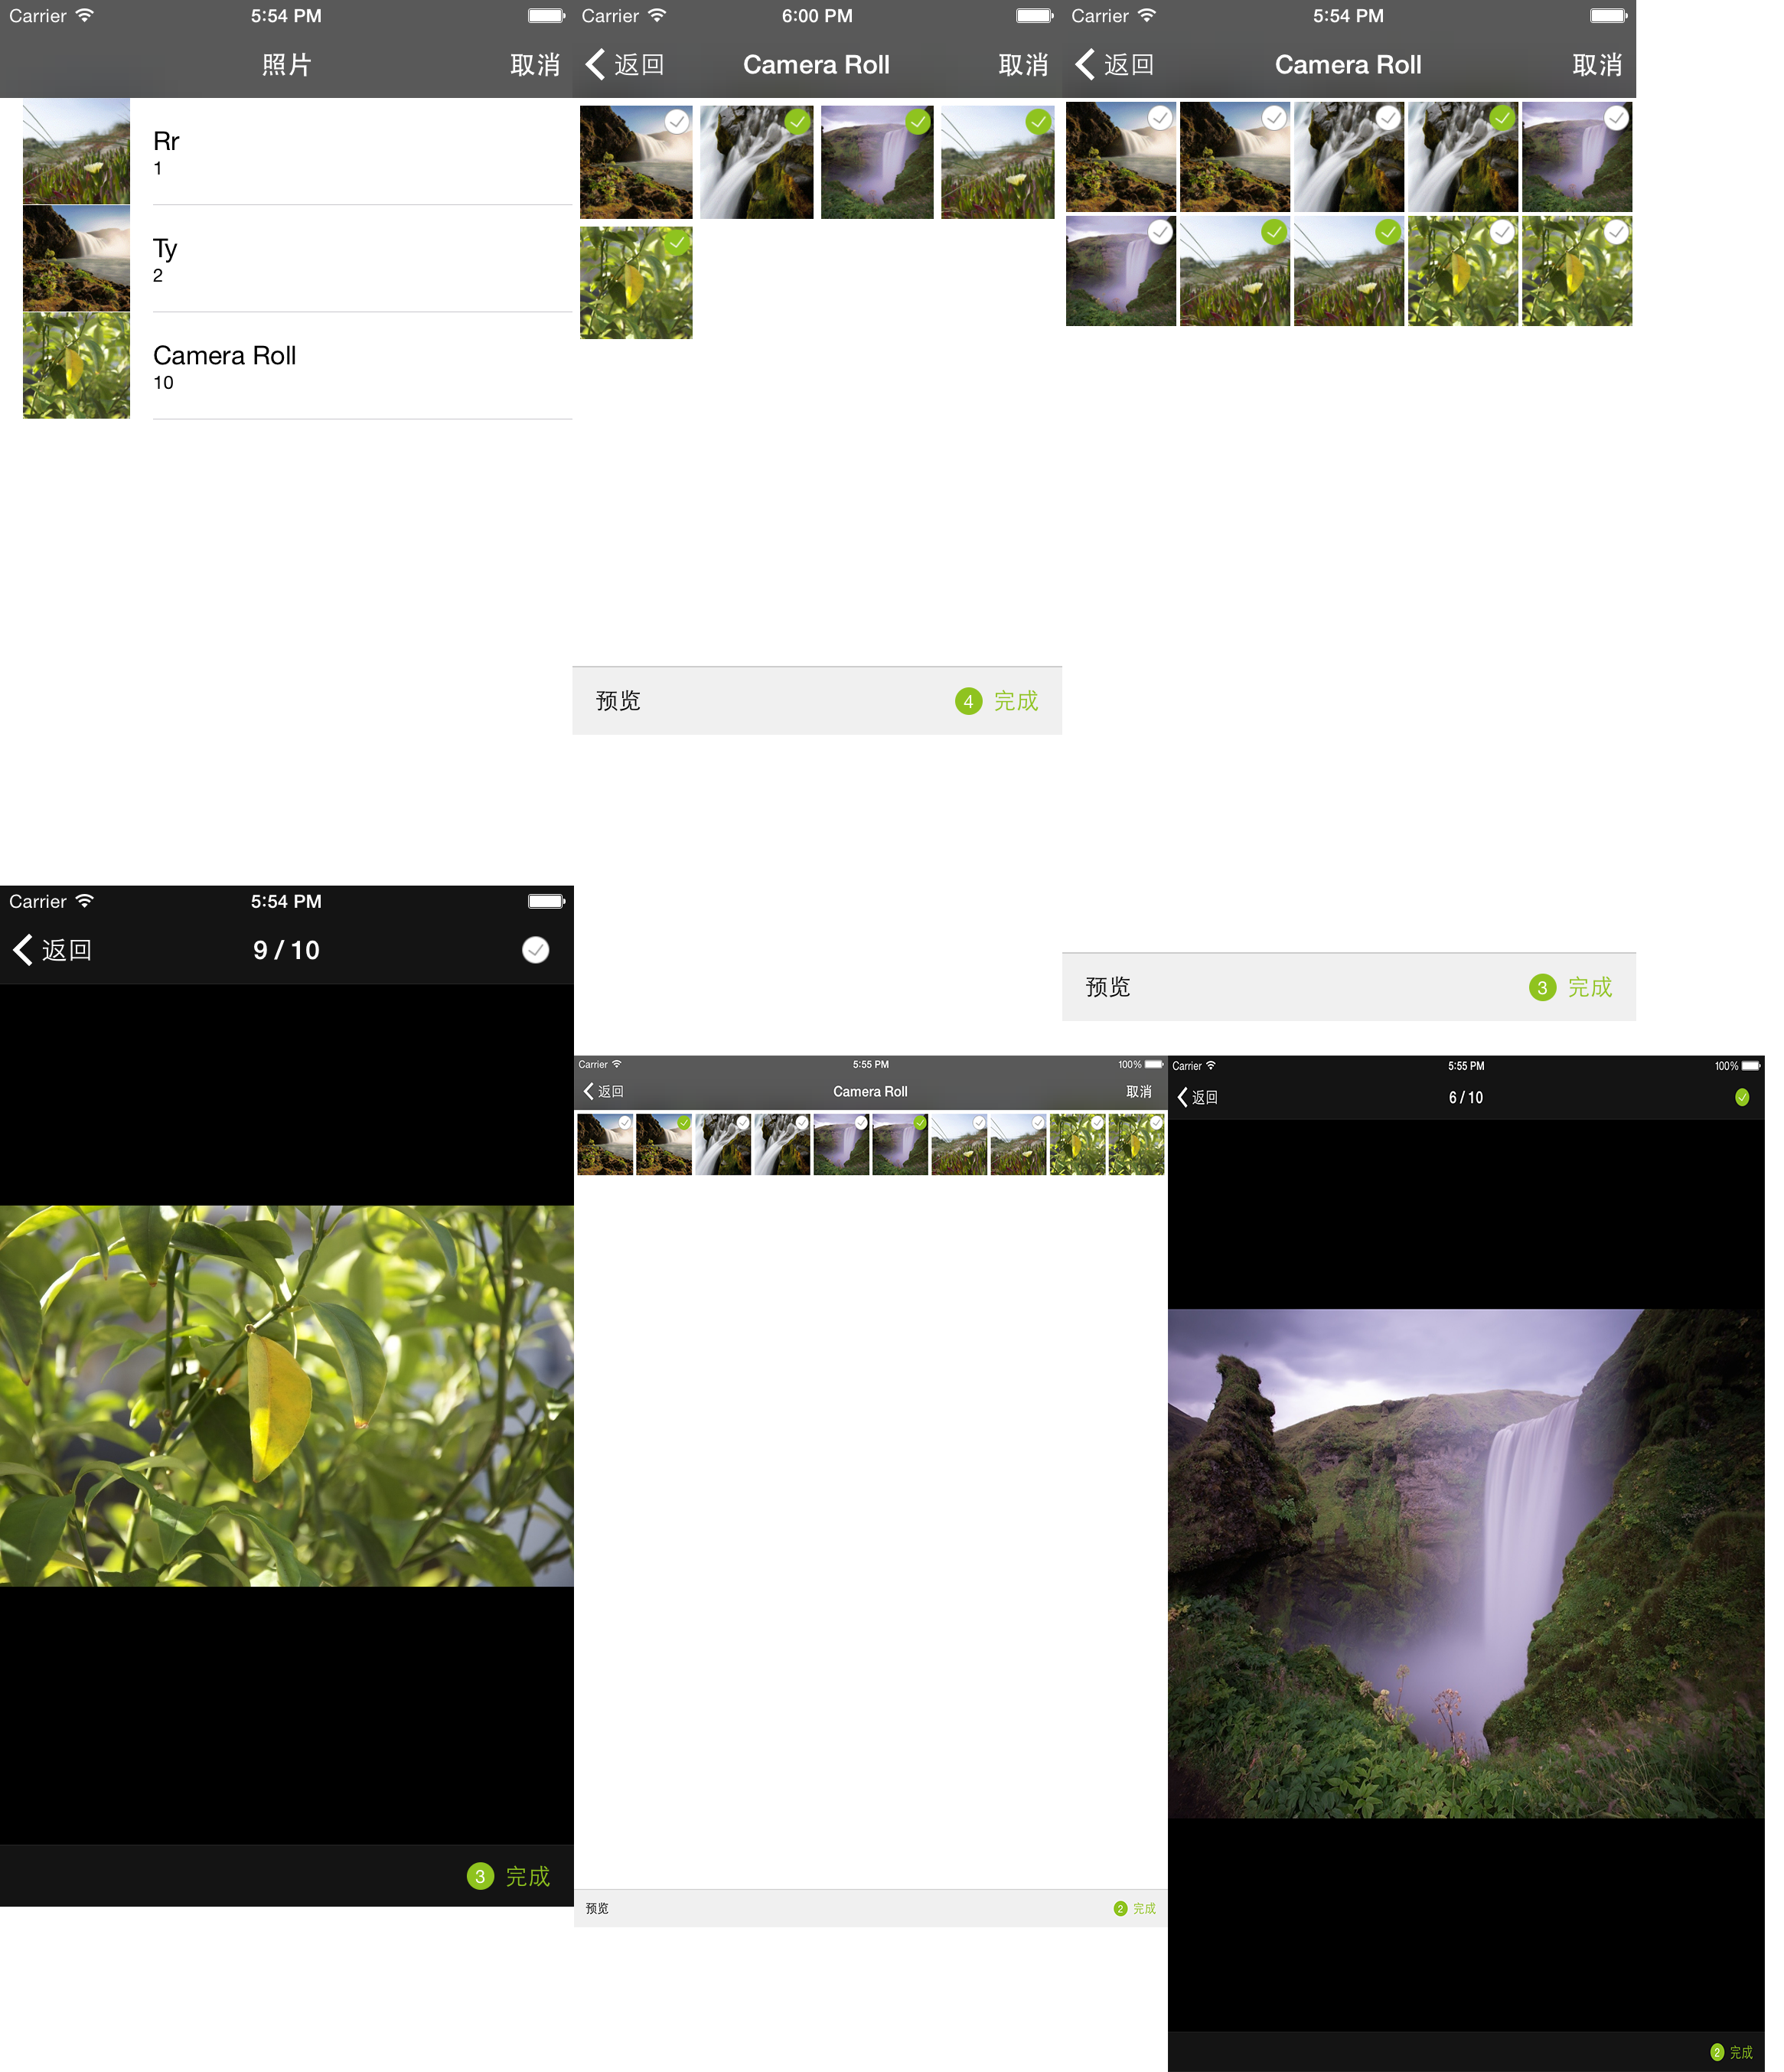 Carrier 5:54 PM
照片 取消
Rr
1
Ty
2
Camera Roll
10
Carrier 6:00 PM
返回 Camera Roll 取消
预览 4 完成
Carrier 5:54 PM
返回 Camera Roll 取消
预览 3 完成
Carrier 5:54 PM
返回 9 / 10
3 完成
Carrier 5:55 PM 100%
返回 Camera Roll 取消
预览 2 完成
Carrier 5:55 PM 100%
返回 6 / 10
2 完成